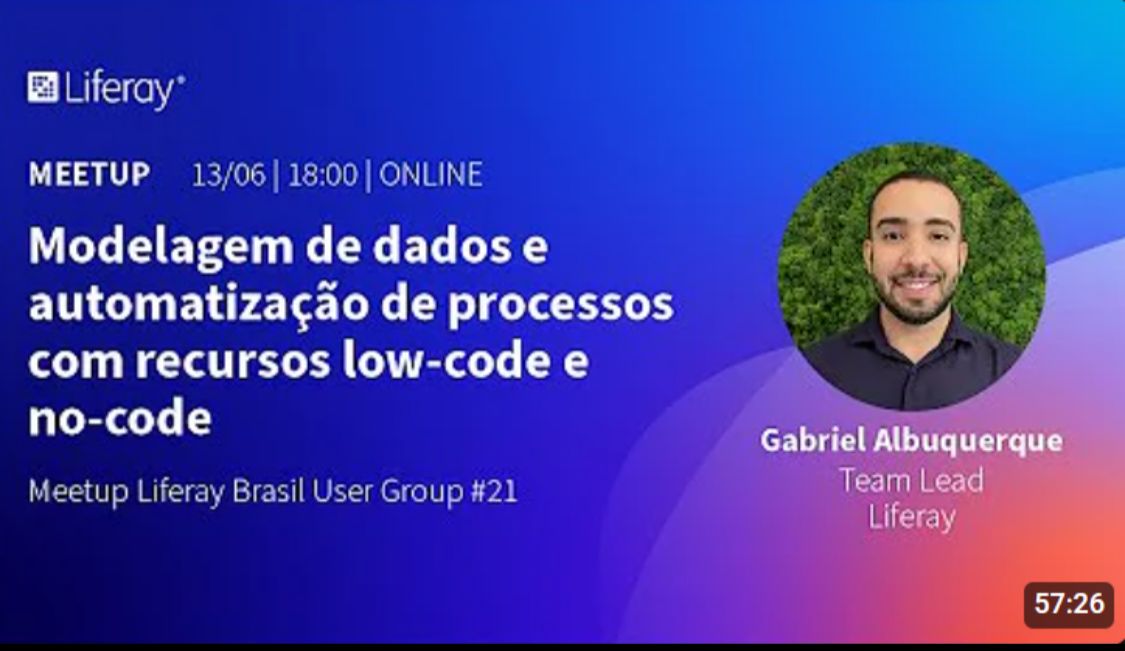 Liferay®
MEETUP 13/06 | 18:00 | ONLINE
Modelagem de dados e
automatização de processos
com recursos low-code e
no-code
Meetup Liferay Brasil User Group #21
Gabriel Albuquerque
Team Lead
Liferay
57:26